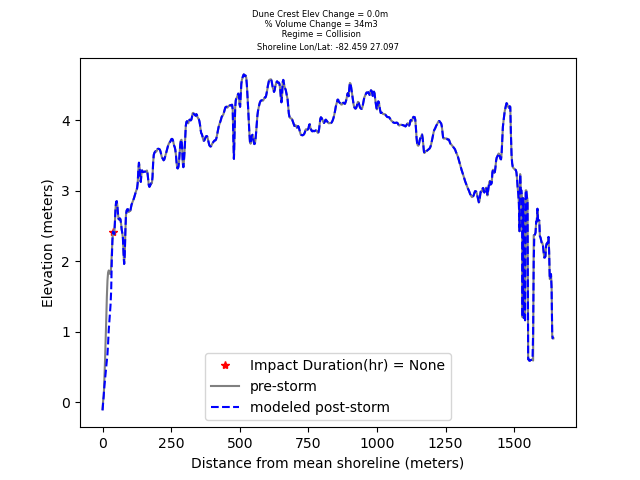 Dune Crest Elev Change = 0.0m
% Volume Change = 34m3
Regime = Collision
Shoreline Lon/Lat: -82.459 27.097
4
3
2
1
0
Elevation (meters)
Impact Duration(hr) = None
pre-storm
modeled post-storm
0 250 500 750 1000 1250 1500
Distance from mean shoreline (meters)